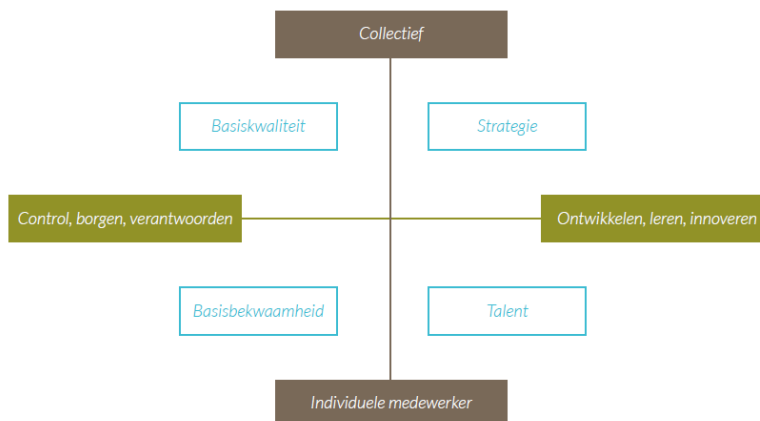 Collectief
Basiskwaliteit
Strategie
Control, borgen, verantwoorden
Ontwikkelen, leren, innoveren
Basisbekwaamheid
Talent
Individuele medewerker